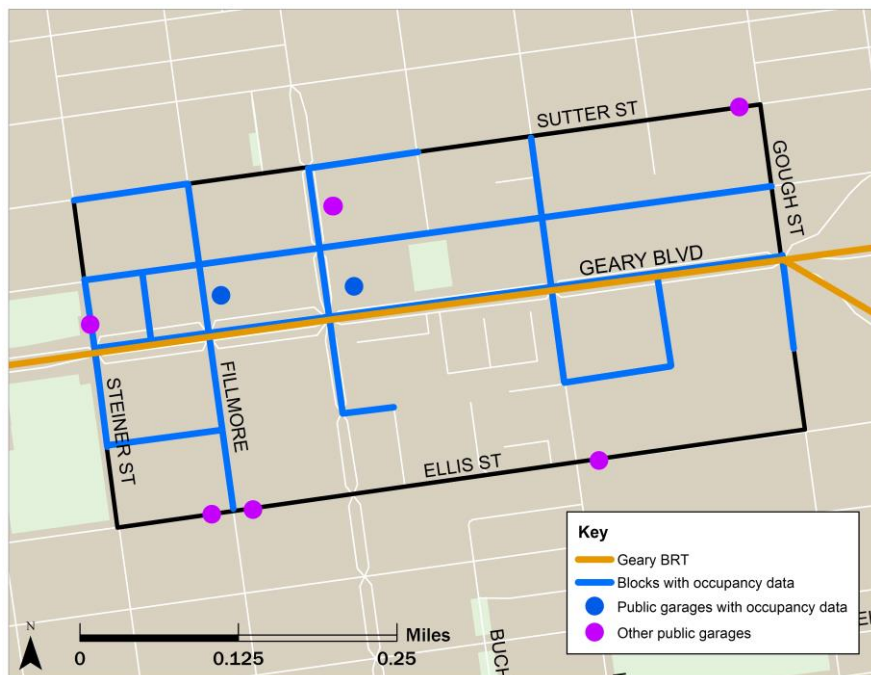 SUTTER ST
GOUGH ST
GEARY BLVD
STEINER ST
FILLMORE
ELLIS ST
Key
Geary BRT
Blocks with occupancy data
Public garages with occupancy data
Other public garages
N
Miles
0
0.125
0.25
BUCH